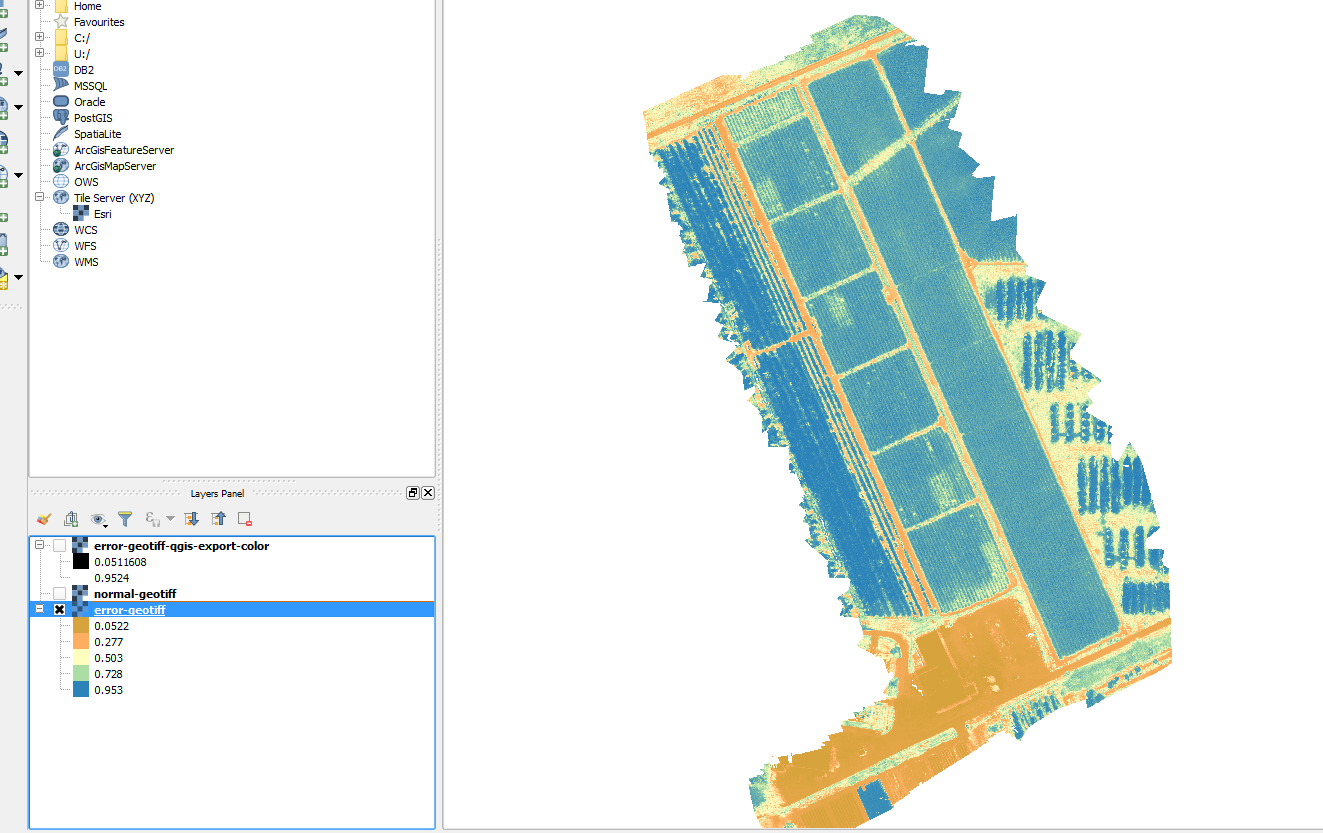 Home
Favourites
C:/
U:/
DB2
DB2
MSSQL
Oracle
PostGIS
SpatiaLite
ArcGisFeatureServer
ArcGisMapServer
OWS
Tile Server (XYZ)
Esri
WCS
WFS
WMS
Layers Panel
error-geotiff-qgis-export-color
0.0511608
0.9524
normal-geotiff
error-geotiff
0.0522
0.277
0.503
0.728
0.953